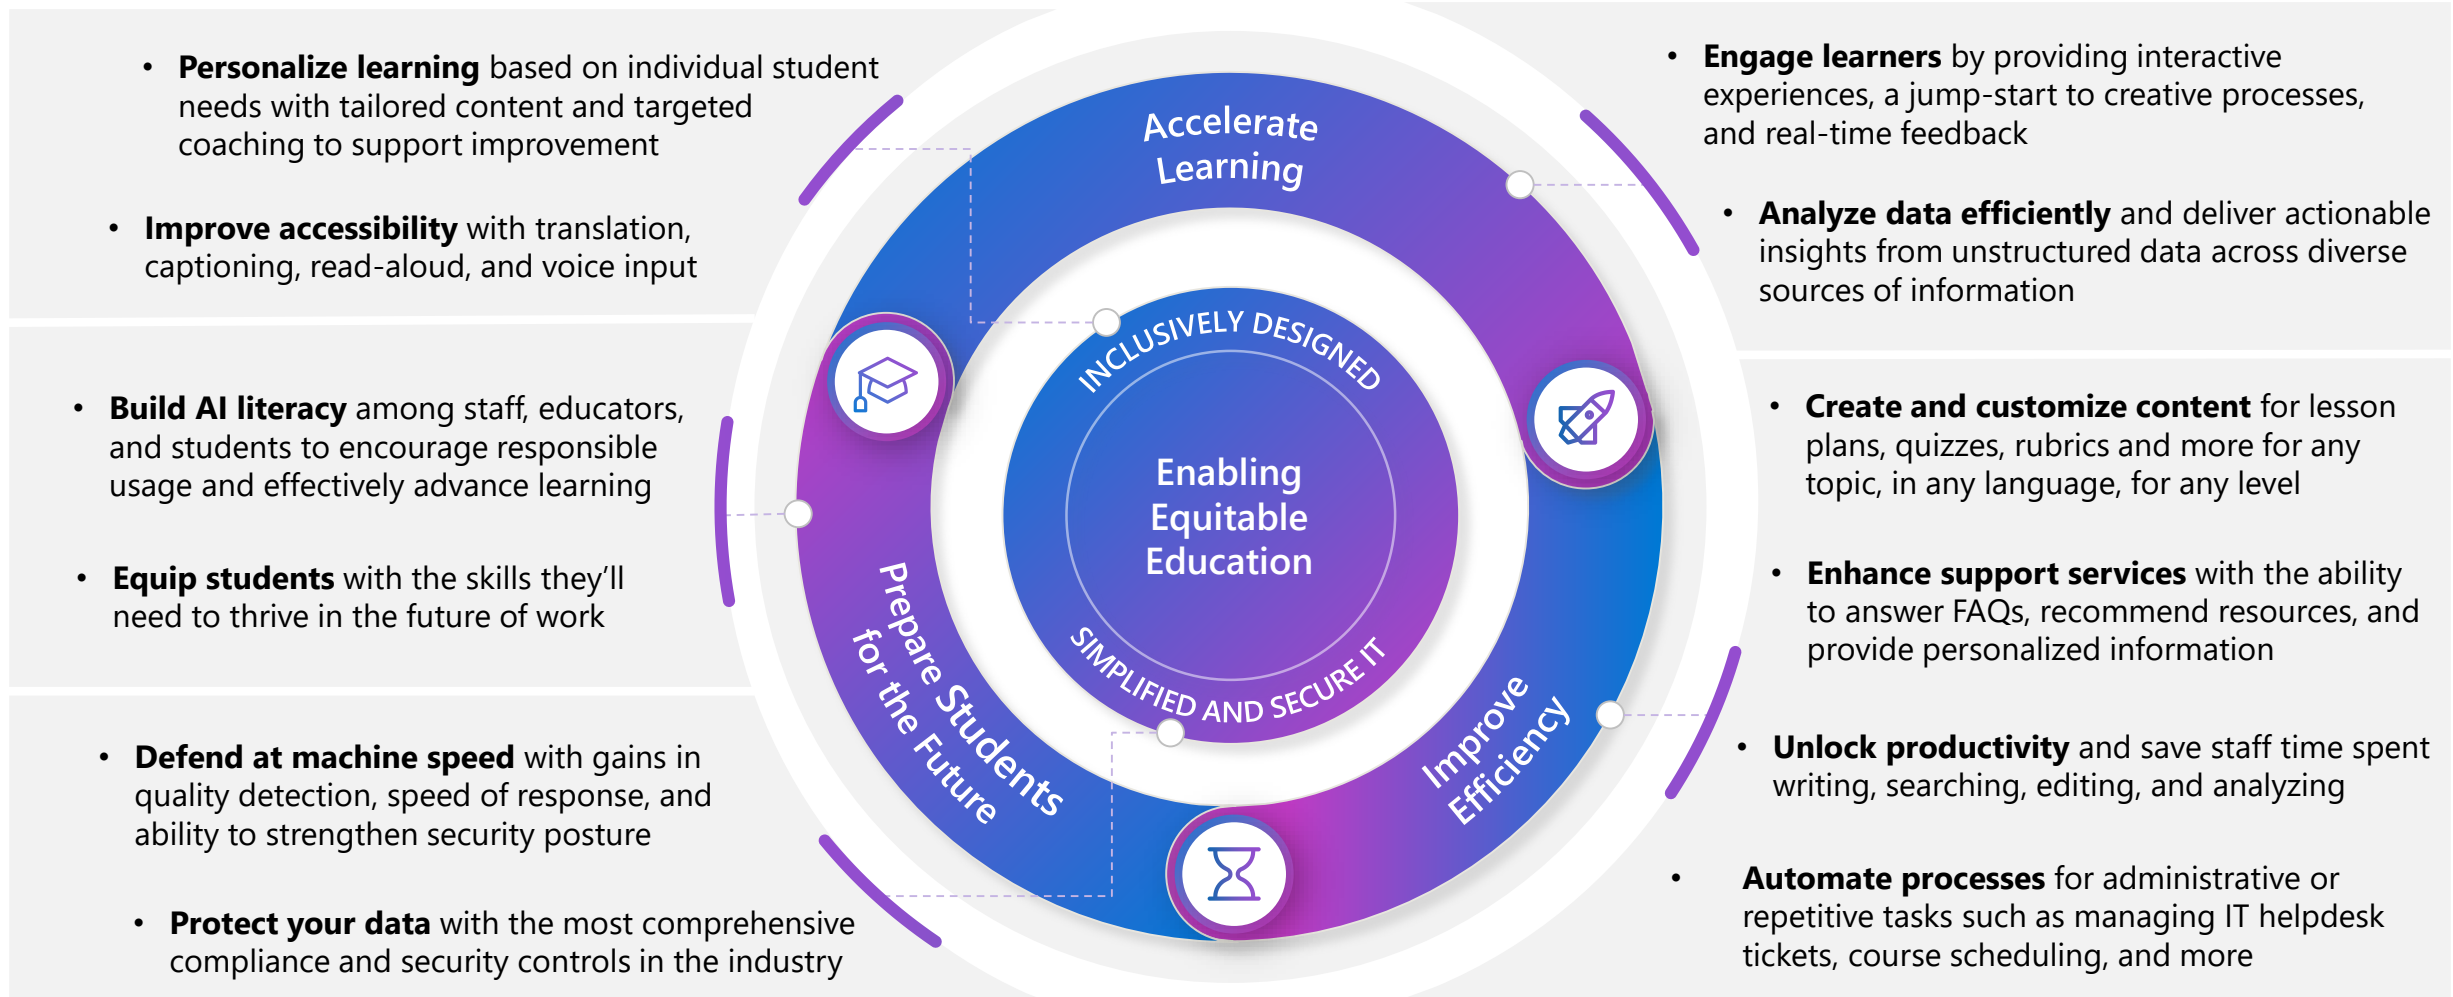 • Personalize learning based on individual student
needs with tailored content and targeted
coaching to support improvement
• Improve accessibility with translation,
captioning, read-aloud, and voice input
• Build AI literacy among staff, educators,
and students to encourage responsible
usage and effectively advance learning
• Equip students with the skills they’ll
need to thrive in the future of work
• Defend at machine speed with gains in
quality detection, speed of response, and
ability to strengthen security posture
• Protect your data with the most comprehensive
compliance and security controls in the industry
Accelerate
Learning
INCLUSIVELY DESIGNED
Enabling
Equitable
Education
SIMPLIFIED AND SECURE IT
Prepare Students
for the Future
Improve
Efficiency
• Engage learners by providing interactive
experiences, a jump-start to creative processes,
and real-time feedback
• Analyze data efficiently and deliver actionable
insights from unstructured data across diverse
sources of information
• Create and customize content for lesson
plans, quizzes, rubrics and more for any
topic, in any language, for any level
• Enhance support services with the ability
to answer FAQs, recommend resources, and
provide personalized information
• Unlock productivity and save staff time spent
writing, searching, editing, and analyzing
• Automate processes for administrative or
repetitive tasks such as managing IT helpdesk
tickets, course scheduling, and more